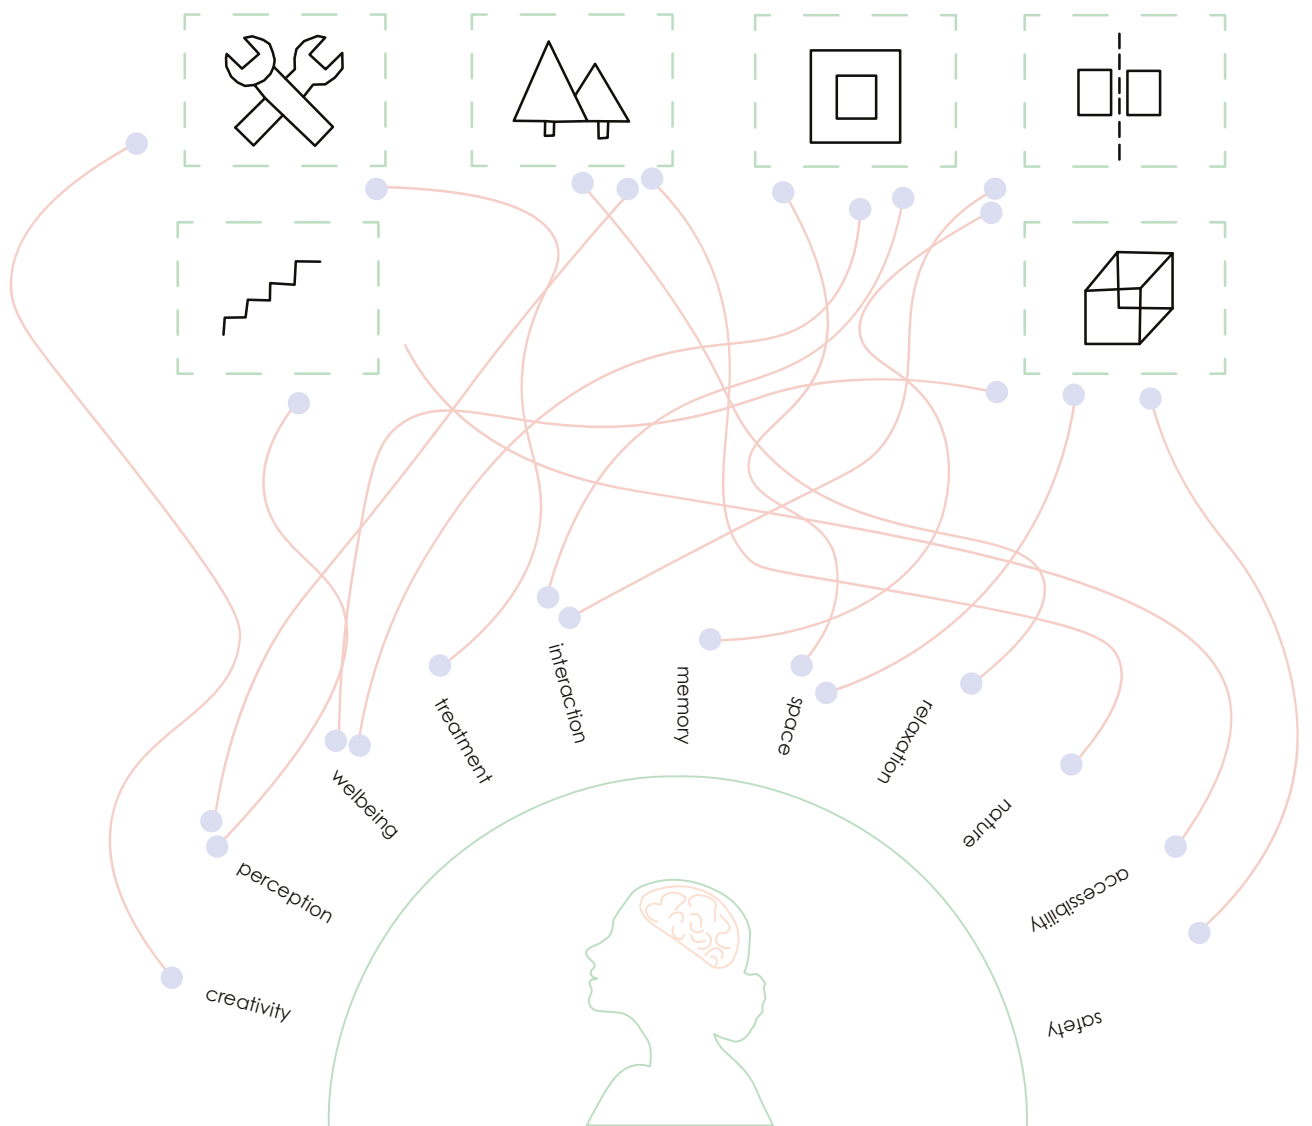 creativity
perception
welbeing
treatment
interaction
memory
space
relaxation
nature
accessibility
safety